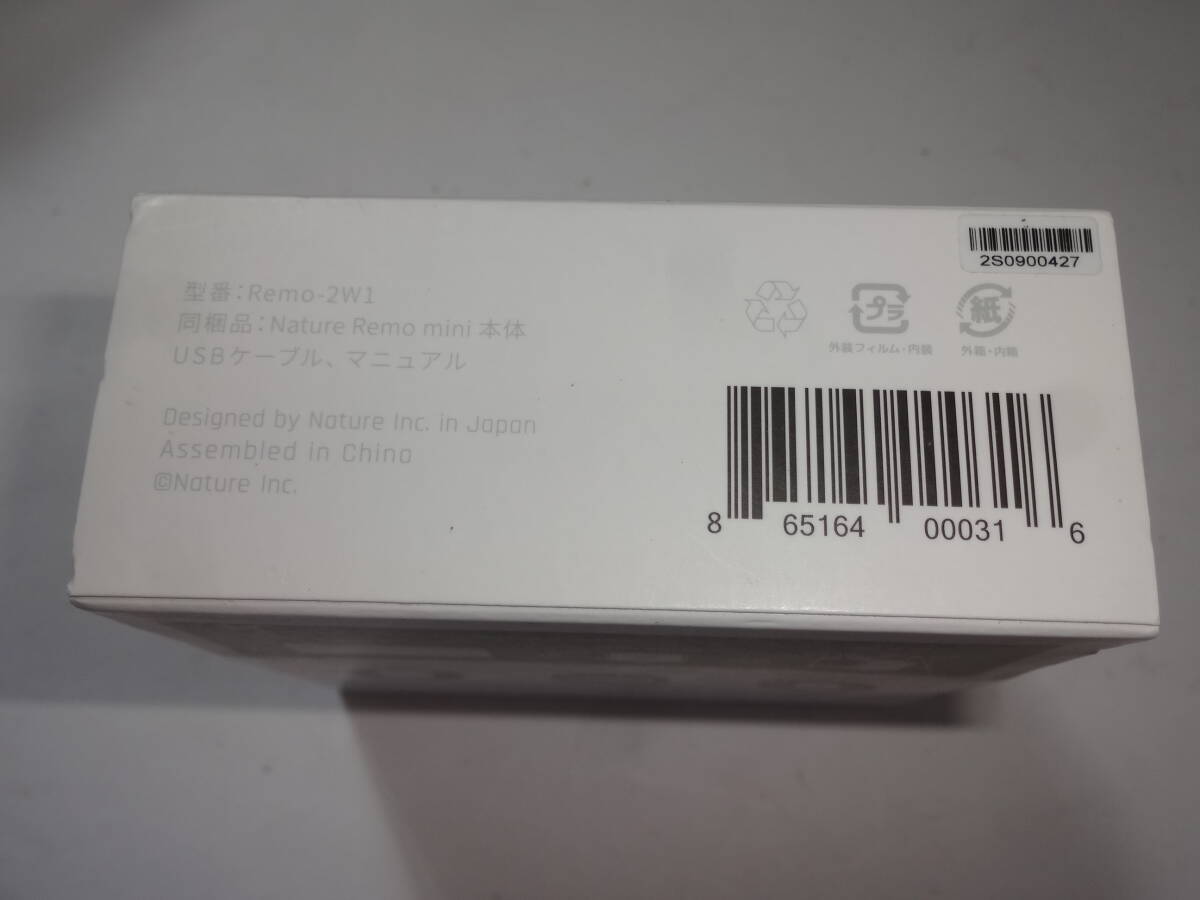 2S0900427
型番：Remo-2W1
同梱品：Nature Remo mini 本体
USBケーブル、マニュアル
Designed by Nature Inc. in Japan
Assembled in China
©Nature Inc.
プラ
外装フィルム・内装
紙
外箱・内箱
8 65164 00031 6